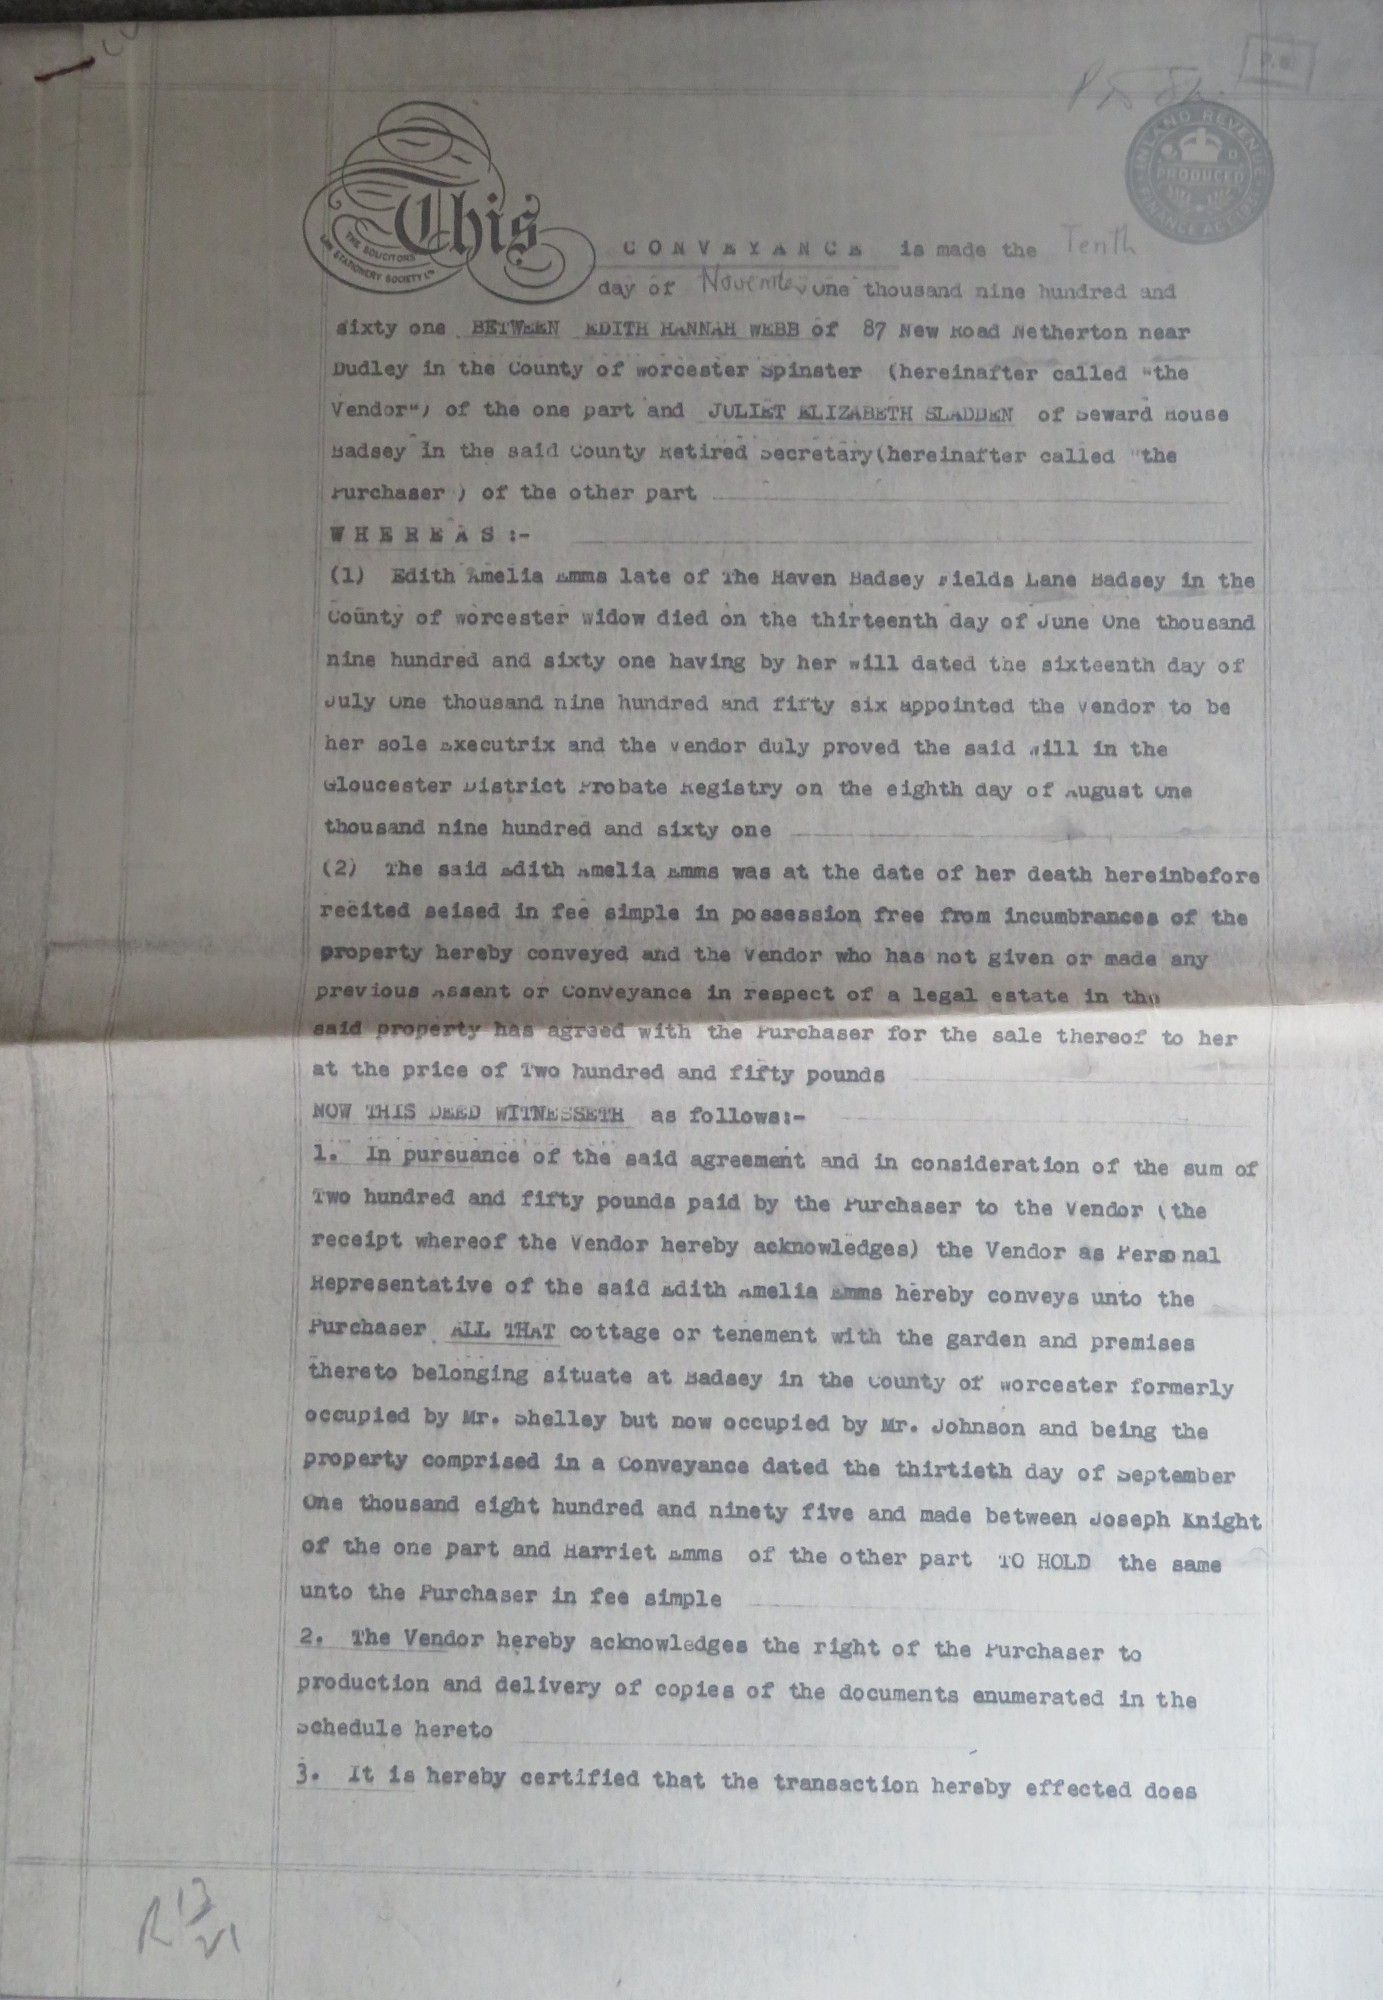 P.E
INLAND REVENUE
PRODUCED
FINANCE ACT 1931
This
THE SOLICITORS
LAW STATIONERY SOCIETY LTD
CONVEYANCE is made the Tenth
day of November One thousand nine hundred and
sixty one BETWEEN EDITH HANNAH WEBB of 87 New Road Netherton near
Dudley in the County of Worcester Spinster (hereinafter called "the
Vendor") of the one part and JULIET ELIZABETH SLADDEN of Seward House
Badsey in the said County Retired Secretary(hereinafter called "the
Purchaser") of the other part
WHEREAS:-
(1) Edith Amelia Emms late of The Haven Badsey Fields Lane Badsey in the
County of Worcester Widow died on the thirteenth day of June One thousand
nine hundred and sixty one having by her will dated the sixteenth day of
July One thousand nine hundred and fifty six appointed the Vendor to be
her sole Executrix and the Vendor duly proved the said Will in the
Gloucester District Probate Registry on the eighth day of August One
thousand nine hundred and sixty one
(2) The said Edith Amelia Emms was at the date of her death hereinbefore
recited seised in fee simple in possession free from incumbrances of the
property hereby conveyed and the Vendor who has not given or made any
previous Assent or Conveyance in respect of a legal estate in the
said property has agreed with the Purchaser for the sale thereof to her
at the price of Two hundred and fifty pounds
NOW THIS DEED WITNESSETH as follows:-
1. In pursuance of the said agreement and in consideration of the sum of
Two hundred and fifty pounds paid by the Purchaser to the Vendor (the
receipt whereof the Vendor hereby acknowledges) the Vendor as Personal
Representative of the said Edith Amelia Emms hereby conveys unto the
Purchaser ALL THAT cottage or tenement with the garden and premises
thereto belonging situate at Badsey in the County of Worcester formerly
occupied by Mr. Shelley but now occupied by Mr. Johnson and being the
property comprised in a Conveyance dated the thirtieth day of September
One thousand eight hundred and ninety five and made between Joseph Knight
of the one part and Harriet Emms of the other part TO HOLD the same
unto the Purchaser in fee simple
2. The Vendor hereby acknowledges the right of the Purchaser to
production and delivery of copies of the documents enumerated in the
Schedule hereto
3. It is hereby certified that the transaction hereby effected does
R 13
21